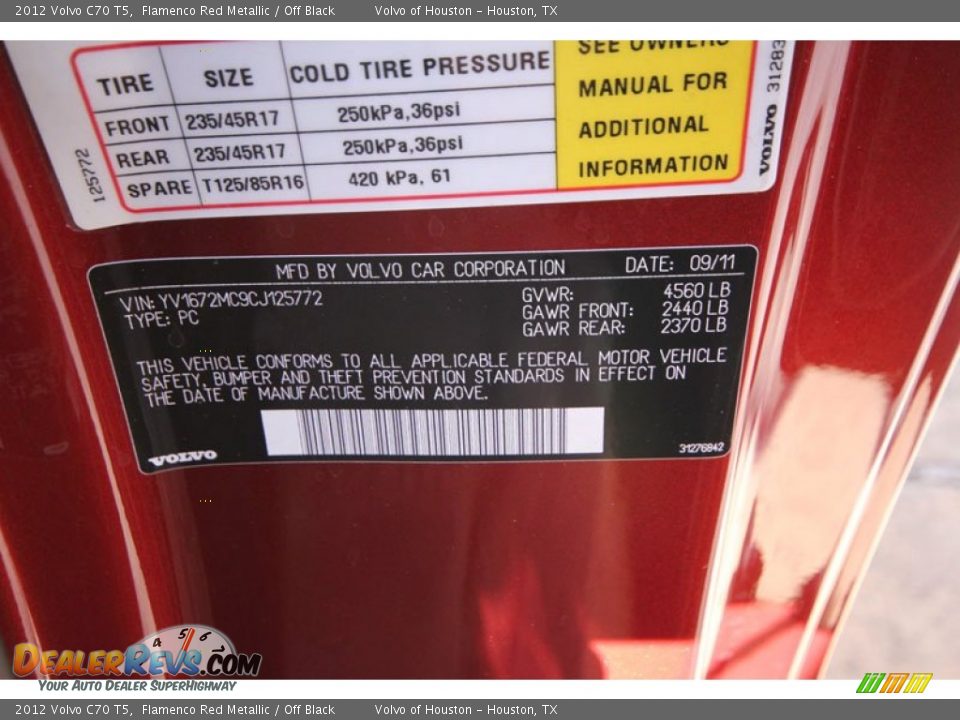 2012 Volvo C70 T5, Flamenco Red Metallic / Off Black Volvo of Houston - Houston, TX
TIRE SIZE COLD TIRE PRESSURE
FRONT 235/45R17 250kPa,36psi
REAR 235/45R17 250kPa,36psi
SPARE T125/85R16 420 kPa, 61
SEE OWNERS
MANUAL FOR
ADDITIONAL
INFORMATION
125772
VOLVO 31283
MFD BY VOLVO CAR CORPORATION DATE: 09/11
VIN: YV1672MC9CJ125772
TYPE: PC
GVWR: 4560 LB
GAWR FRONT: 2440 LB
GAWR REAR: 2370 LB
THIS VEHICLE CONFORMS TO ALL APPLICABLE FEDERAL MOTOR VEHICLE
SAFETY, BUMPER AND THEFT PREVENTION STANDARDS IN EFFECT ON
THE DATE OF MANUFACTURE SHOWN ABOVE.
VOLVO 31276942
4 5 6 7
DEALERREVS.COM
YOUR AUTO DEALER SUPERHIGHWAY
2012 Volvo C70 T5, Flamenco Red Metallic / Off Black Volvo of Houston - Houston, TX